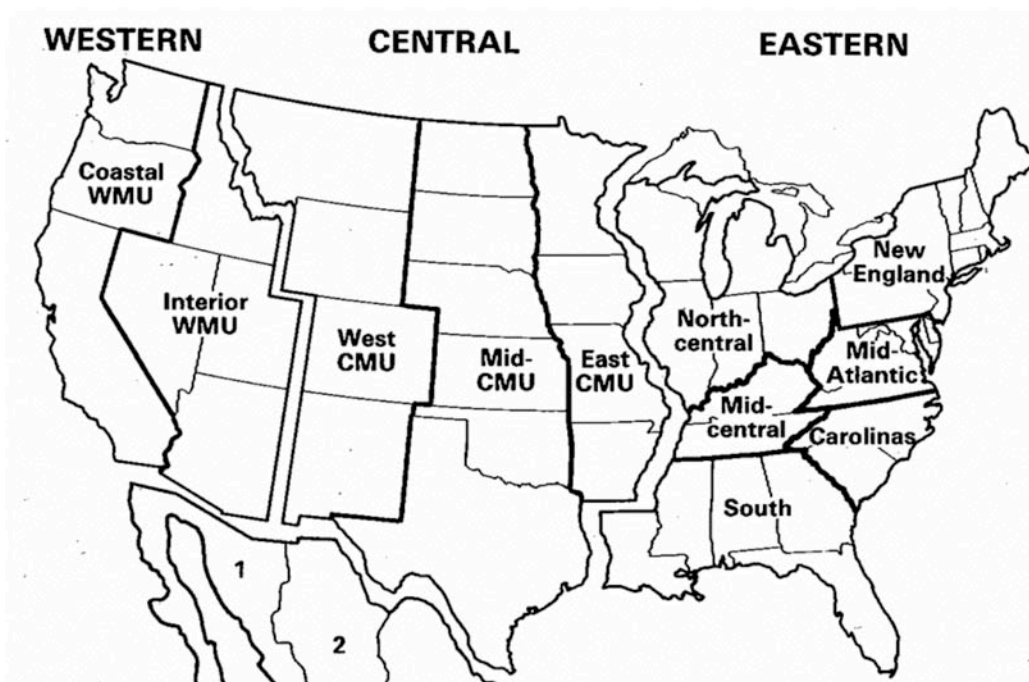 WESTERN CENTRAL EASTERN
Coastal
WMU
Interior
WMU
West
CMU
Mid-
CMU
East
CMU
North-
central
New
England
Mid-
Atlantic
Mid-
central
Carolinas
South
1
2